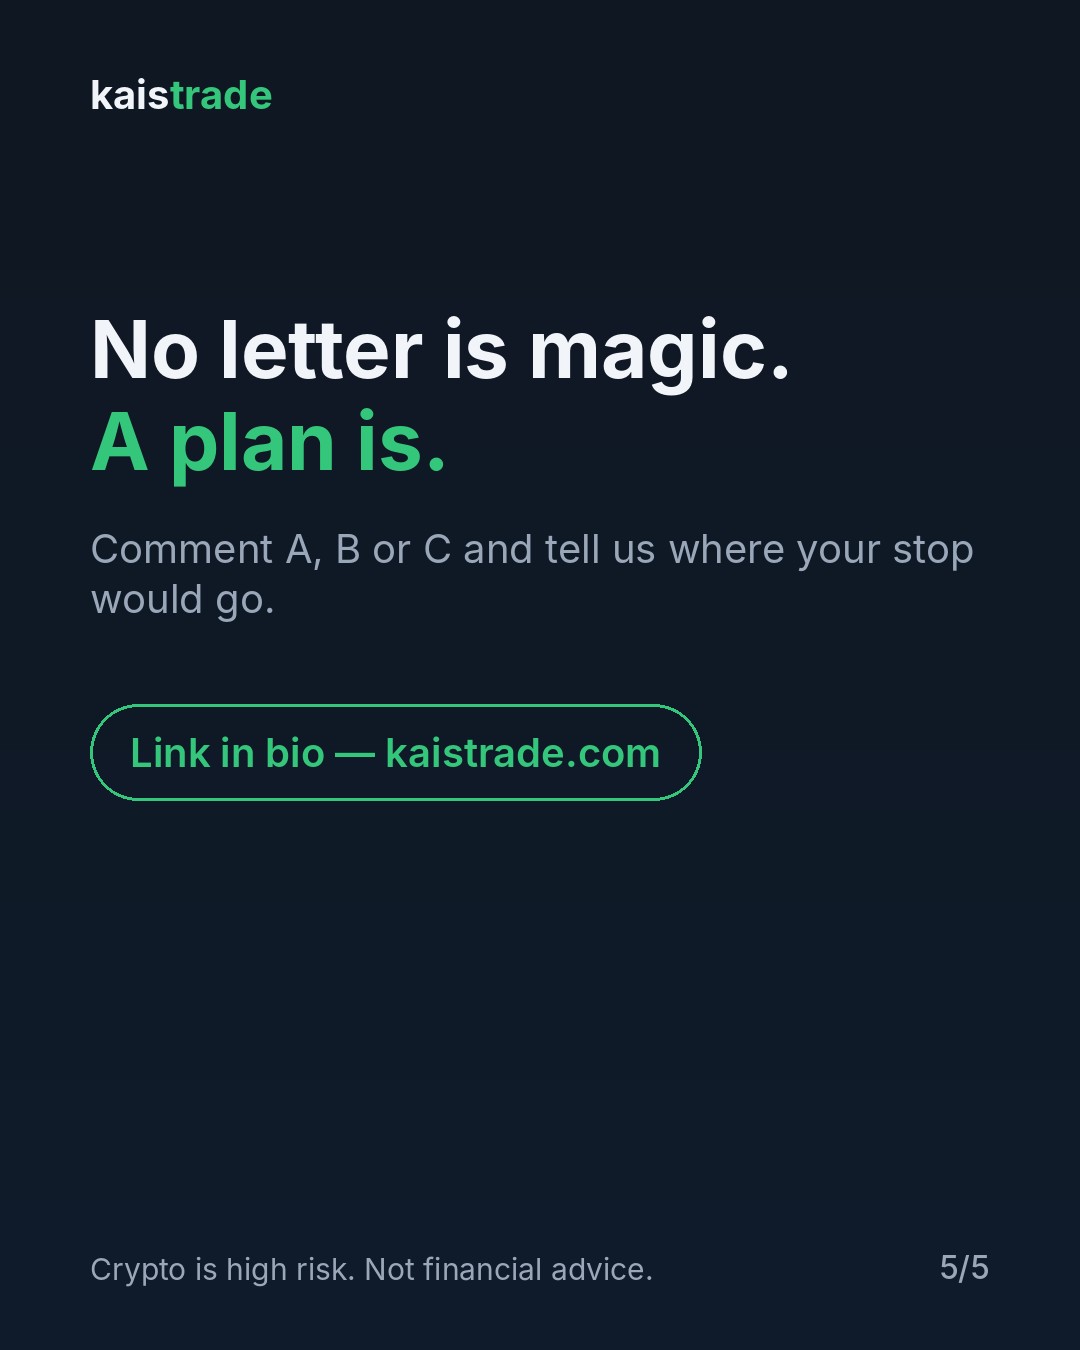 kaistrade
No letter is magic.
A plan is.
Comment A, B or C and tell us where your stop
would go.
Link in bio — kaistrade.com
Crypto is high risk. Not financial advice.
5/5